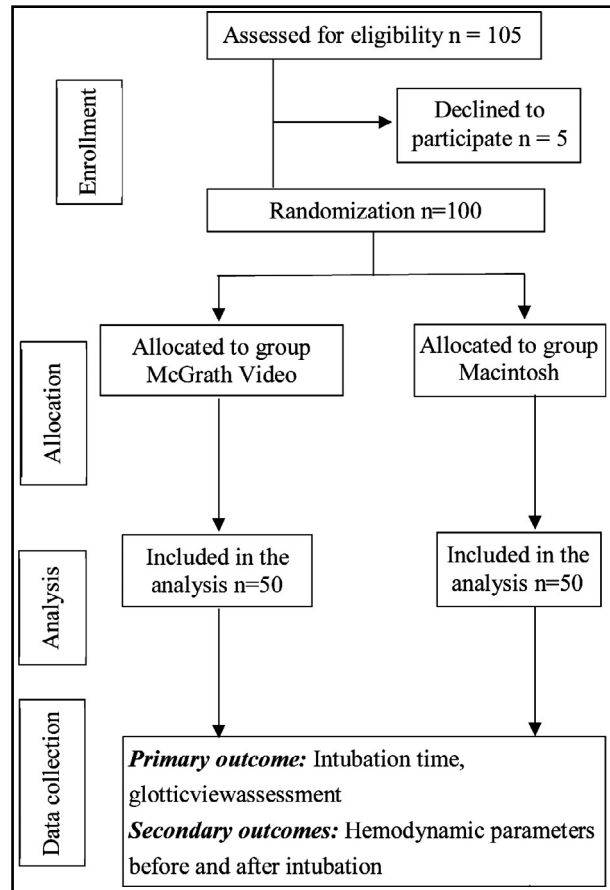 Assessed for eligibility n = 105
Declined to
participate n = 5
Enrollment
Randomization n=100
Allocated to group
McGrath Video
Allocated to group
Macintosh
Allocation
Included in the
analysis n=50
Included in the
analysis n=50
Analysis
Primary outcome: Intubation time,
glotticviewassessment
Secondary outcomes: Hemodynamic parameters
before and after intubation
Data collection